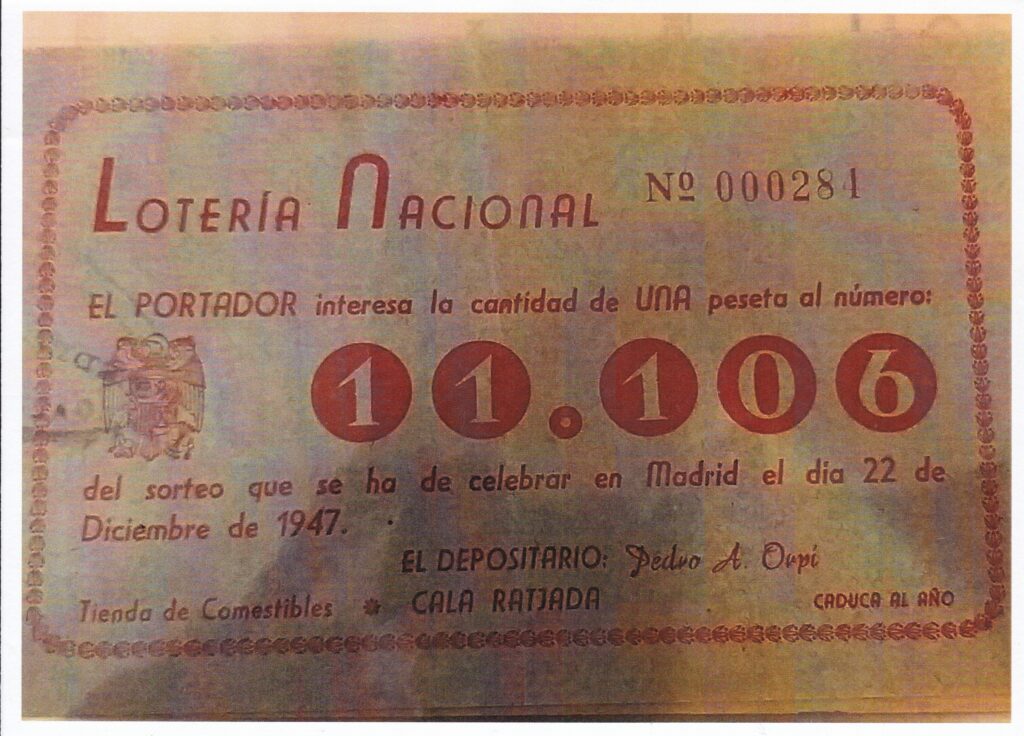 LOTERÍA NACIONAL Nº 000284
EL PORTADOR interesa la cantidad de UNA peseta al número:
11.106
del sorteo que se ha de celebrar en Madrid el dia 22 de
Diciembre de 1947.
EL DEPOSITARIO: Pedro A. Orpí
Tienda de Comestibles * CALA RATJADA CADUCA AL AÑO